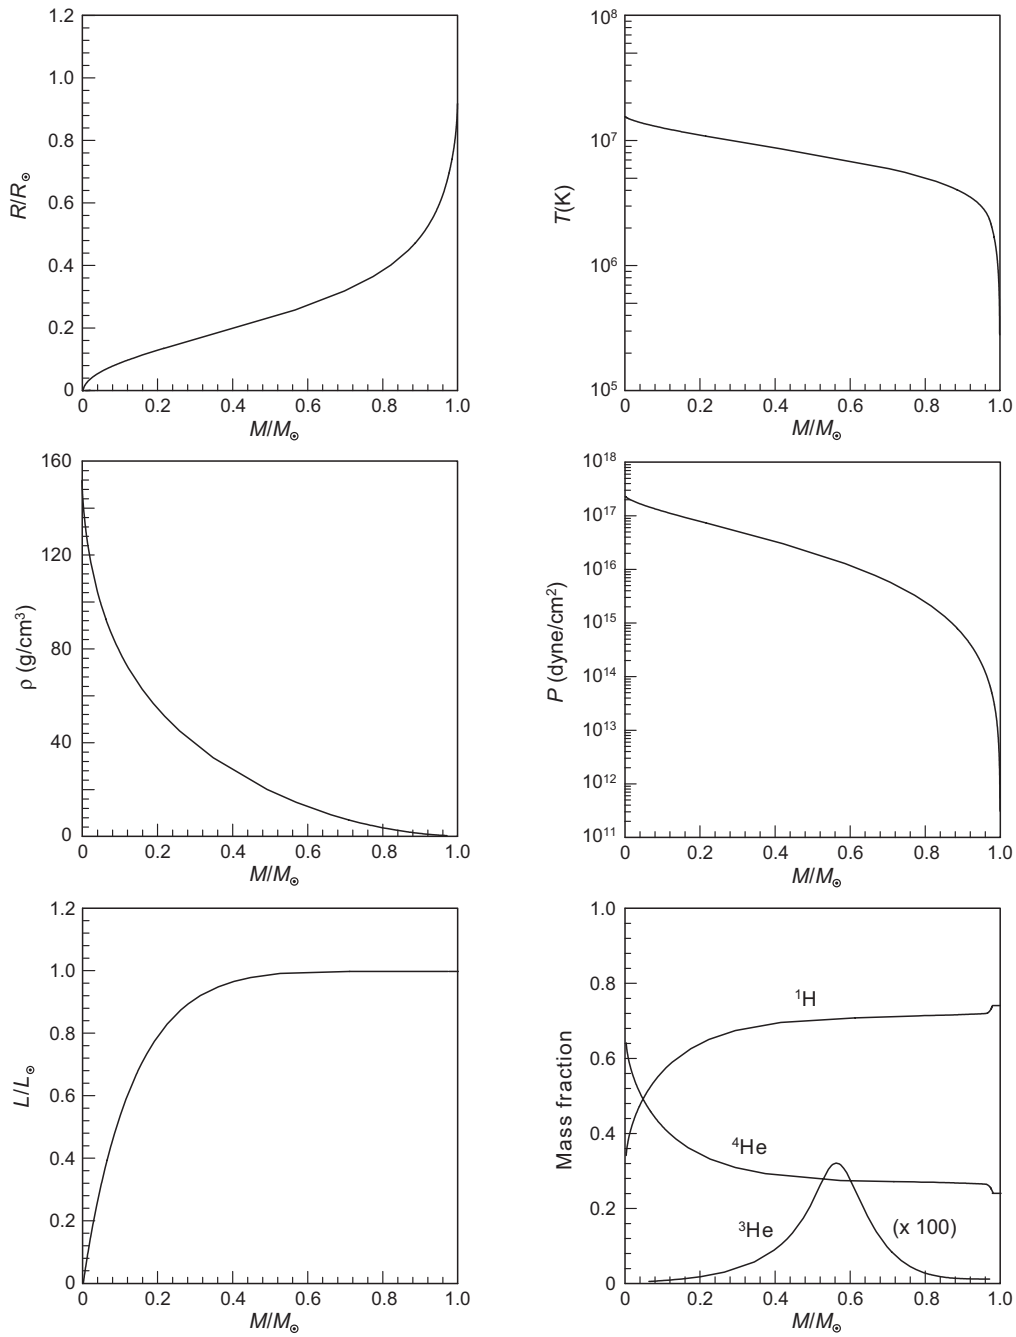 R/R☉
1.2
1.0
0.8
0.6
0.4
0.2
0
0 0.2 0.4 0.6 0.8 1.0
M/M☉
T(K)
10⁸
10⁷
10⁶
10⁵
0 0.2 0.4 0.6 0.8 1.0
M/M☉
ρ (g/cm³)
160
120
80
40
0
0 0.2 0.4 0.6 0.8 1.0
M/M☉
P (dyne/cm²)
10¹⁸
10¹⁷
10¹⁶
10¹⁵
10¹⁴
10¹³
10¹²
10¹¹
0 0.2 0.4 0.6 0.8 1.0
M/M☉
L/L☉
1.2
1.0
0.8
0.6
0.4
0.2
0
0 0.2 0.4 0.6 0.8 1.0
M/M☉
Mass fraction
1.0
0.8
0.6
0.4
0.2
0
¹H
⁴He
³He
(x 100)
0 0.2 0.4 0.6 0.8 1.0
M/M☉